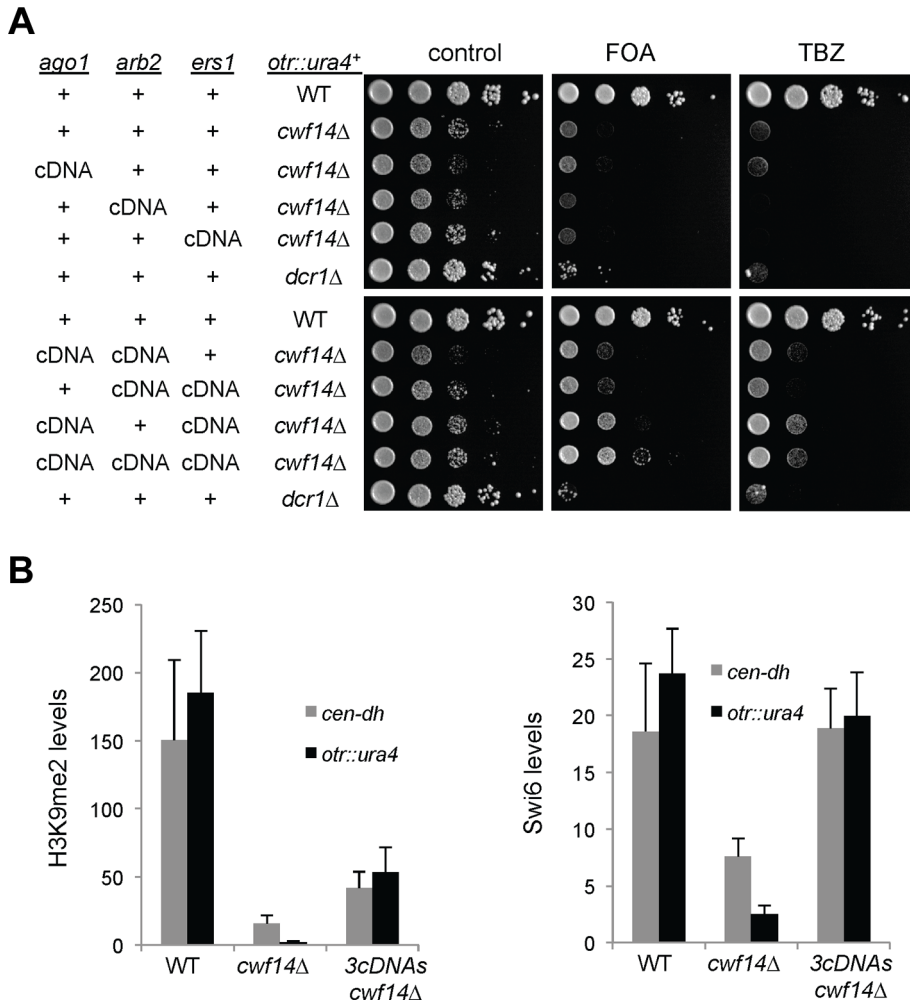 A
control FOA TBZ
ago1 arb2 ers1 otr::ura4+
+ + + WT
+ + + cwf14Δ
cDNA + + cwf14Δ
+ cDNA + cwf14Δ
+ + cDNA cwf14Δ
+ + + dcr1Δ
+ + + WT
cDNA cDNA + cwf14Δ
+ cDNA cDNA cwf14Δ
cDNA + cDNA cwf14Δ
cDNA cDNA cDNA cwf14Δ
+ + + dcr1Δ
B
H3K9me2 levels
250
200
150
100
50
0
cen-dh
otr::ura4
WT cwf14Δ 3cDNAs
cwf14Δ
Swi6 levels
30
25
20
15
10
5
0
cen-dh
otr::ura4
WT cwf14Δ 3cDNAs
cwf14Δ